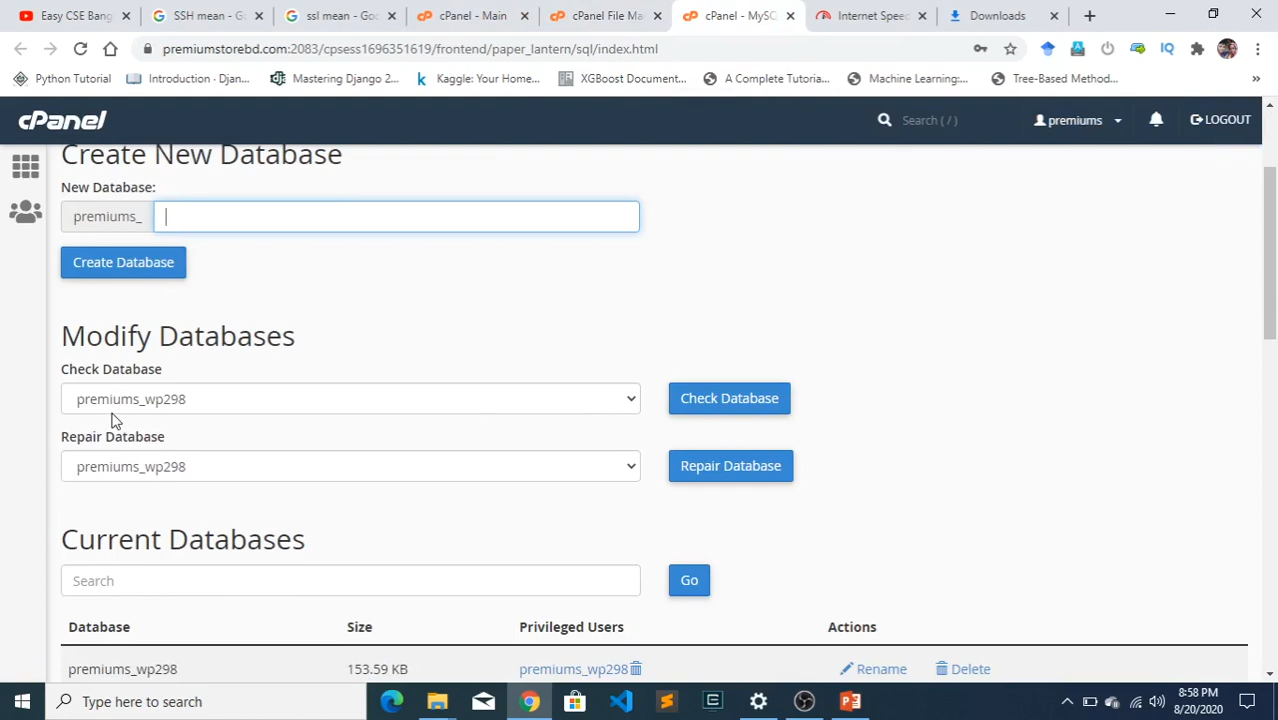 Easy CSE Bang
SSH mean - Go
ssl mean - Goo
cPanel - Main
cPanel File Ma
cPanel - MySQ
Internet Speed
Downloads
premiumstorebd.com:2083/cpsess1696351619/frontend/paper_lantern/sql/index.html
Python Tutorial
Introduction · Djan...
Mastering Django 2...
Kaggle: Your Home...
XGBoost Document...
A Complete Tutoria...
Machine Learning:...
Tree-Based Method...
»
cPanel
Search ( / )
premiums
LOGOUT
Create New Database
New Database:
premiums_
Create Database
Modify Databases
Check Database
premiums_wp298
Check Database
Repair Database
premiums_wp298
Repair Database
Current Databases
Search
Go
Database Size Privileged Users Actions
premiums_wp298 153.59 KB premiums_wp298 Rename Delete
Type here to search
8:58 PM
8/20/2020